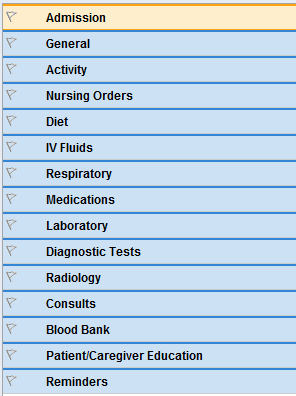 Admission
General
Activity
Nursing Orders
Diet
IV Fluids
Respiratory
Medications
Laboratory
Diagnostic Tests
Radiology
Consults
Blood Bank
Patient/Caregiver Education
Reminders